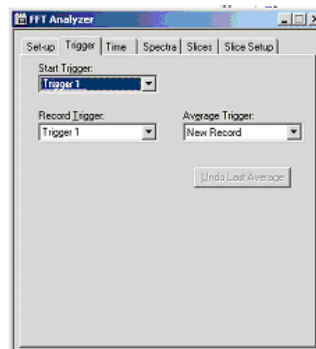 FFT Analyzer
Set-up Trigger Time Spectra Slices Slice Setup
Start Trigger:
Trigger 1
Record Trigger: Average Trigger:
Trigger 1 New Record
Undo Last Average